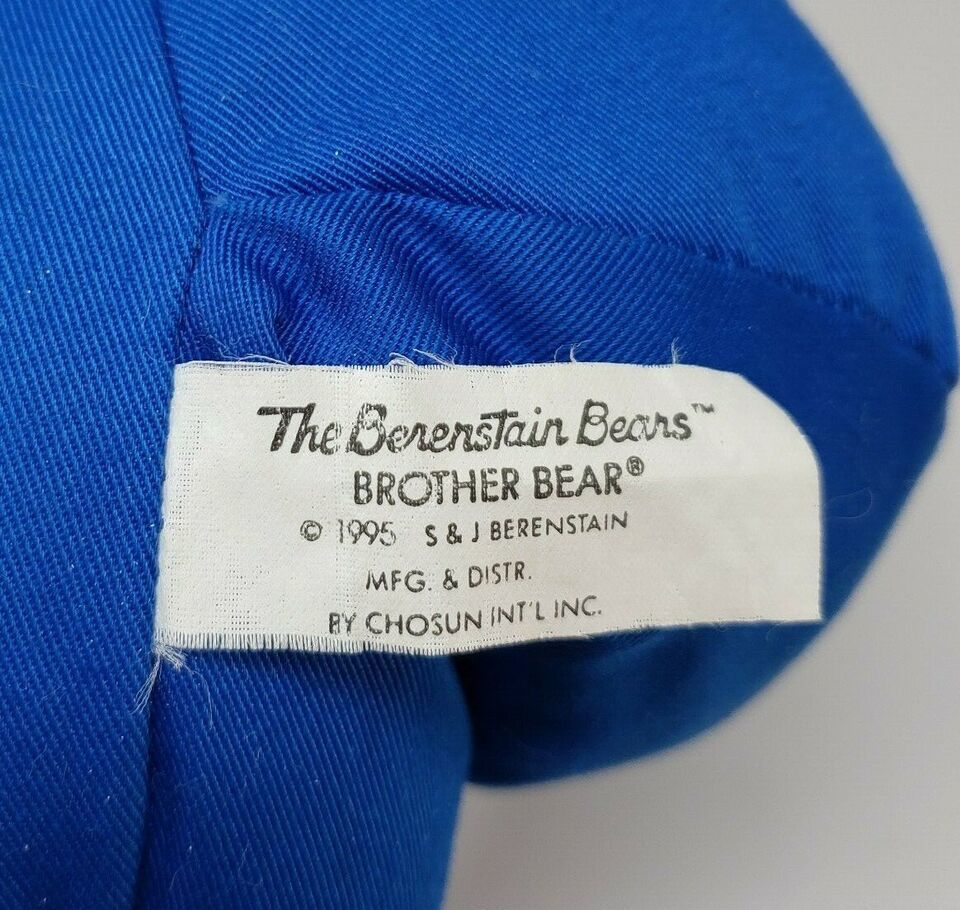 The Berenstain Bears™
BROTHER BEAR®
© 1995 S & J BERENSTAIN
MFG. & DISTR.
BY CHOSUN INT'L INC.